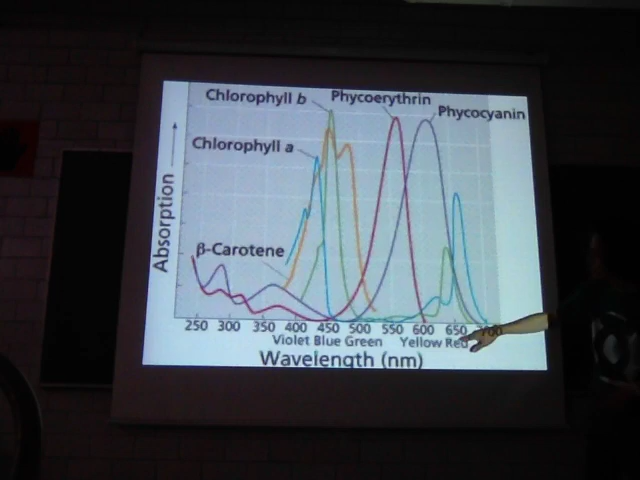 Chlorophyll b
Phycoerythrin
Phycocyanin
Chlorophyll a
Absorption
β-Carotene
250 300 350 400 450 500 550 600 650 700
Violet Blue Green Yellow Red
Wavelength (nm)